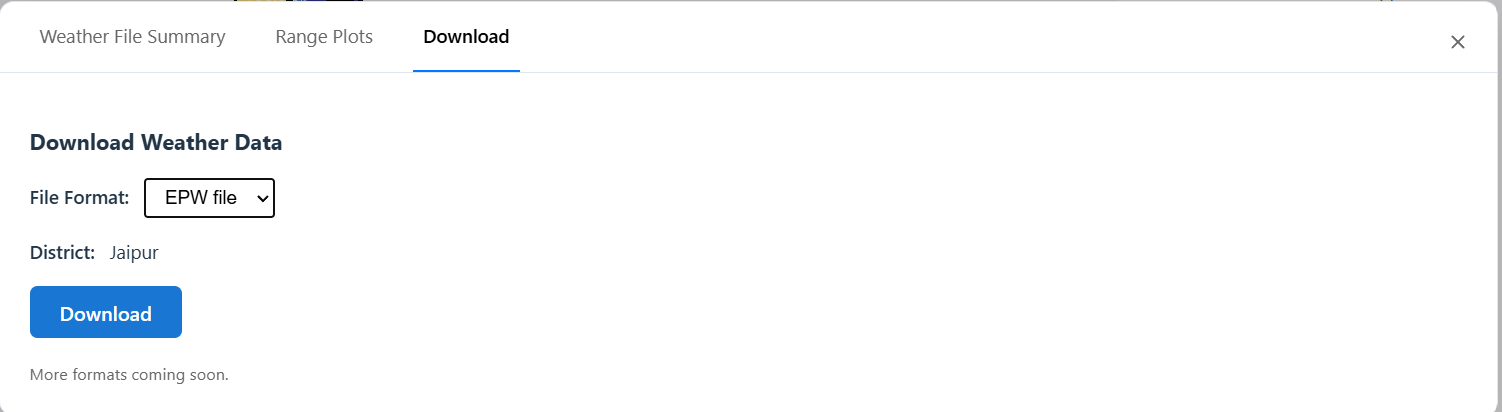 Weather File Summary Range Plots Download
Download Weather Data
File Format: EPW file
District: Jaipur
Download
More formats coming soon.